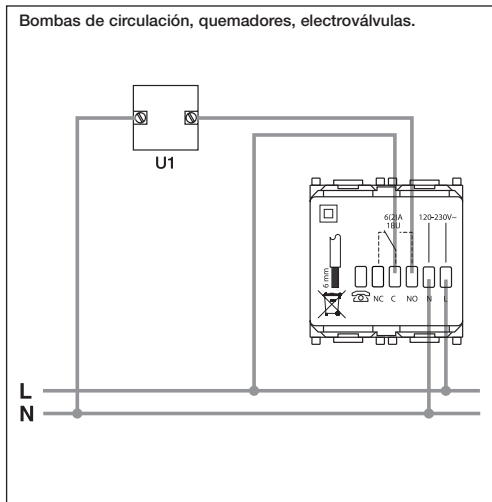 Bombas de circulación, quemadores, electroválvulas.
U1
6(2)A 120-230V~
1BU
6 mm
NC C NO N L
L
N